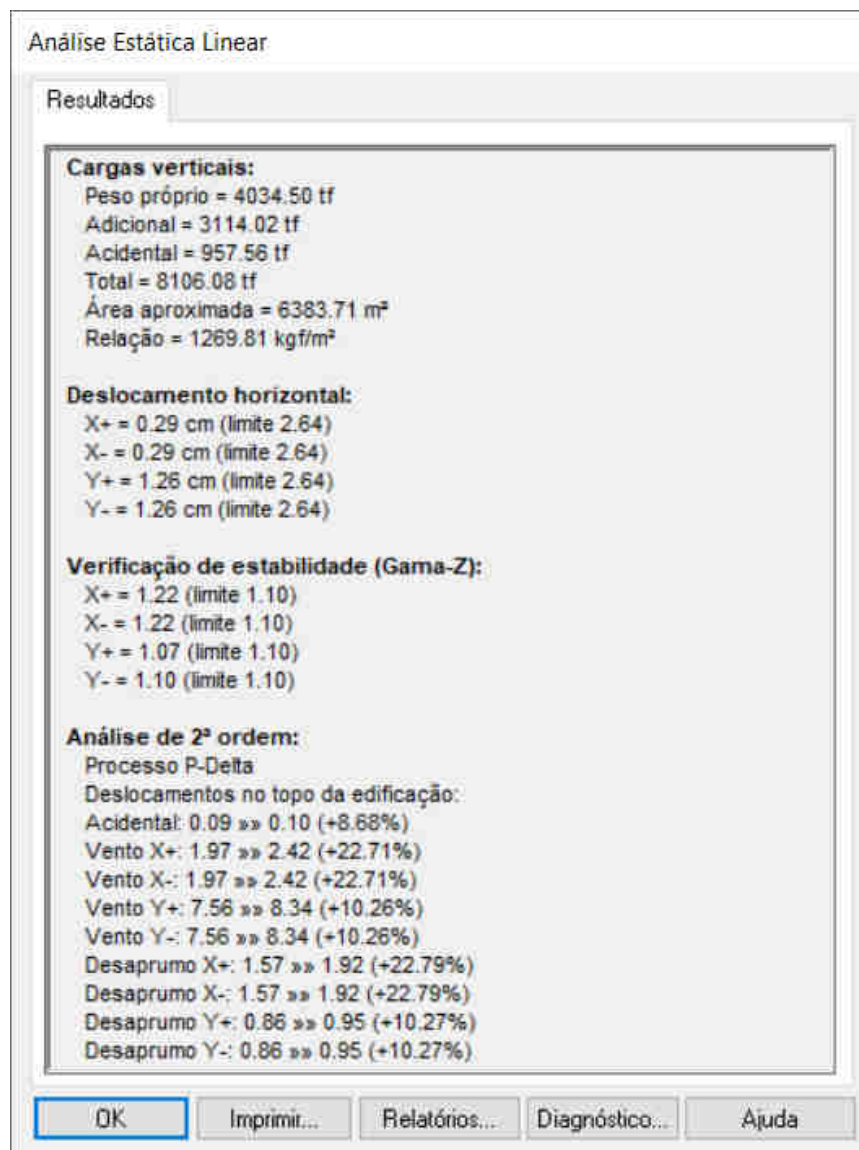 Análise Estática Linear
Resultados
Cargas verticais:
Peso próprio = 4034.50 tf
Adicional = 3114.02 tf
Acidental = 957.56 tf
Total = 8106.08 tf
Área aproximada = 6383.71 m²
Relação = 1269.81 kgf/m²
Deslocamento horizontal:
X+ = 0.29 cm (limite 2.64)
X- = 0.29 cm (limite 2.64)
Y+ = 1.26 cm (limite 2.64)
Y- = 1.26 cm (limite 2.64)
Verificação de estabilidade (Gama-Z):
X+ = 1.22 (limite 1.10)
X- = 1.22 (limite 1.10)
Y+ = 1.07 (limite 1.10)
Y- = 1.10 (limite 1.10)
Análise de 2ª ordem:
Processo P-Delta
Deslocamentos no topo da edificação:
Acidental: 0.09 »» 0.10 (+8.68%)
Vento X+: 1.97 »» 2.42 (+22.71%)
Vento X-: 1.97 »» 2.42 (+22.71%)
Vento Y+: 7.56 »» 8.34 (+10.26%)
Vento Y-: 7.56 »» 8.34 (+10.26%)
Desaprumo X+: 1.57 »» 1.92 (+22.79%)
Desaprumo X-: 1.57 »» 1.92 (+22.79%)
Desaprumo Y+: 0.86 »» 0.95 (+10.27%)
Desaprumo Y-: 0.86 »» 0.95 (+10.27%)
OK Imprimir... Relatórios... Diagnóstico... Ajuda